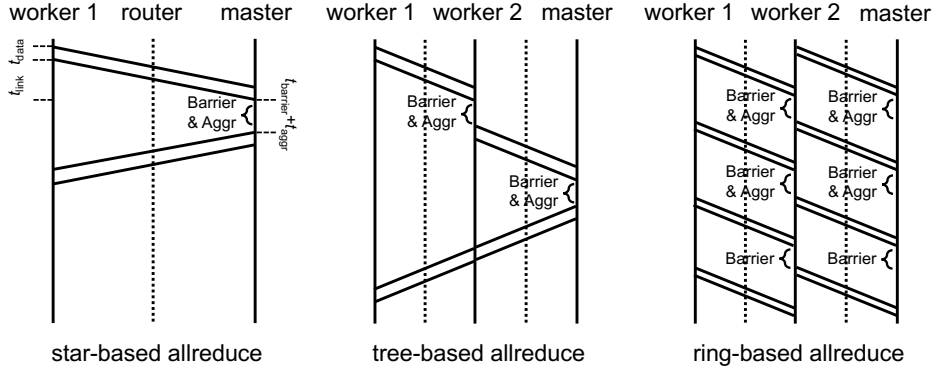 worker 1 router master
t_data
t_link
Barrier
& Aggr
t_barrier+t_aggr
star-based allreduce
worker 1 worker 2 master
Barrier
& Aggr
Barrier
& Aggr
tree-based allreduce
worker 1 worker 2 master
Barrier
& Aggr
Barrier
& Aggr
Barrier
& Aggr
Barrier
& Aggr
Barrier
Barrier
ring-based allreduce